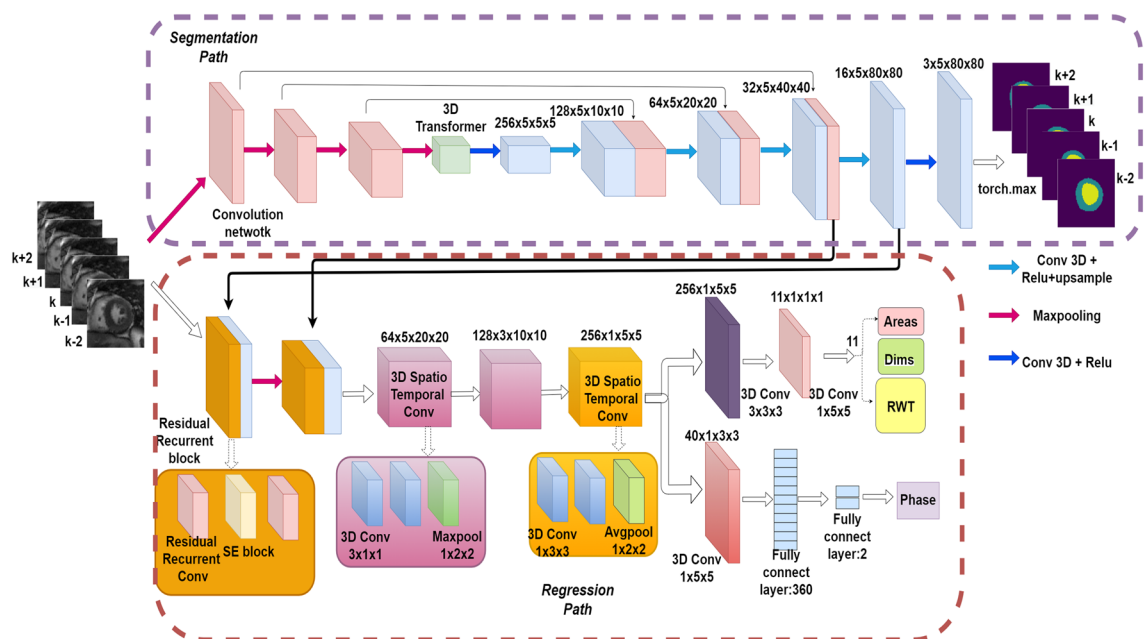 Segmentation
Path
3D
Transformer
256x5x5x5
128x5x10x10
64x5x20x20
32x5x40x40
16x5x80x80
3x5x80x80
k+2
k+1
k
k-1
k-2
torch.max
Convolution
netwotk
k+2
k+1
k
k-1
k-2
Conv 3D +
Relu+upsample
Maxpooling
Conv 3D + Relu
64x5x20x20
128x3x10x10
256x1x5x5
256x1x5x5
11x1x1x1
3D Spatio
Temporal
Conv
3D Spatio
Temporal
Conv
3D Conv
3x3x3
3D Conv
1x5x5
11
Areas
Dims
RWT
Residual
Recurrent
block
Residual
Recurrent
Conv
SE block
3D Conv
3x1x1
Maxpool
1x2x2
3D Conv
1x3x3
Avgpool
1x2x2
40x1x3x3
3D Conv
1x5x5
Fully
connect
layer:360
Fully
connect
layer:2
Phase
Regression
Path